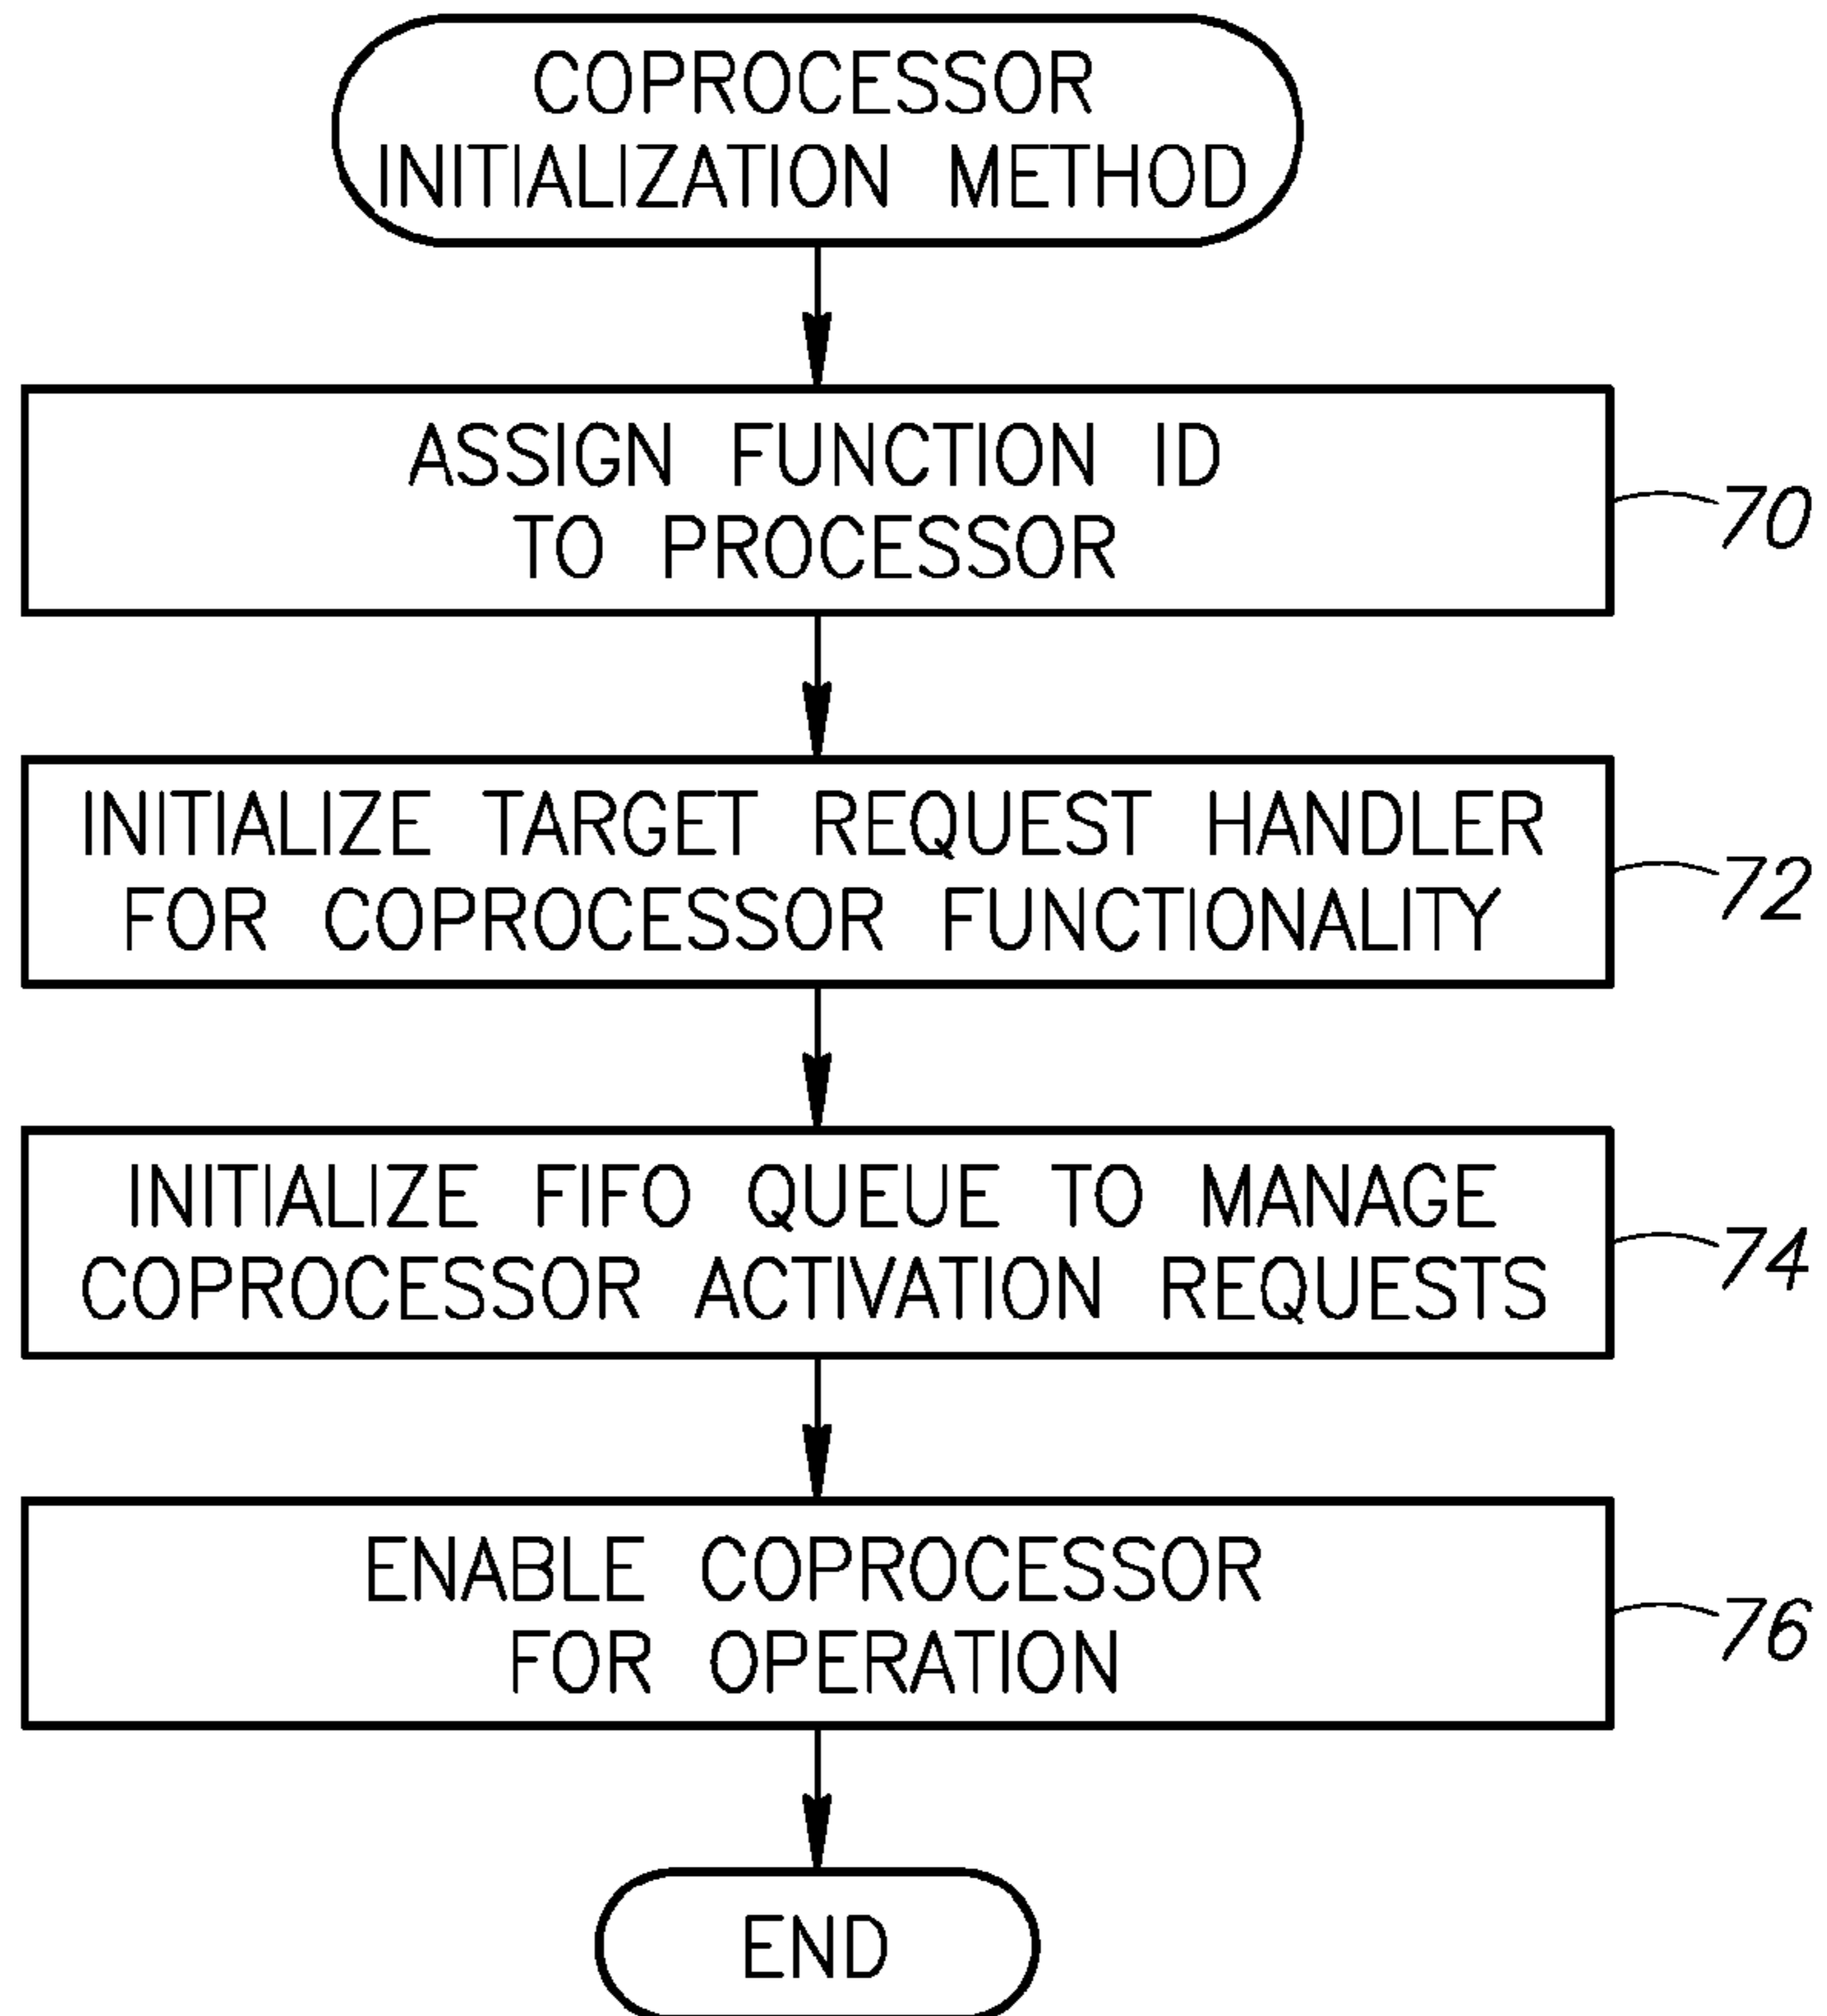 COPROCESSOR
INITIALIZATION METHOD
ASSIGN FUNCTION ID
TO PROCESSOR
70
INITIALIZE TARGET REQUEST HANDLER
FOR COPROCESSOR FUNCTIONALITY
72
INITIALIZE FIFO QUEUE TO MANAGE
COPROCESSOR ACTIVATION REQUESTS
74
ENABLE COPROCESSOR
FOR OPERATION
76
END